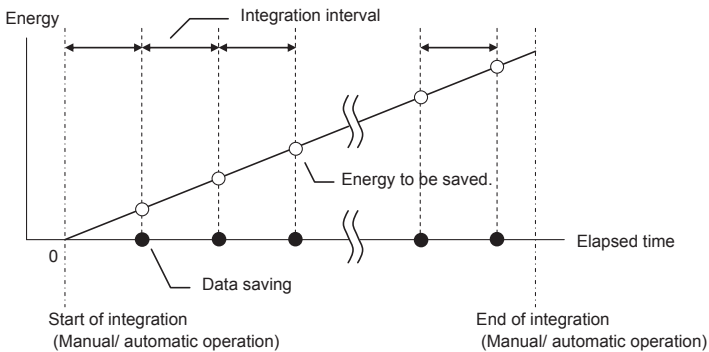 Energy
Integration interval
Energy to be saved.
Elapsed time
0
Data saving
Start of integration
(Manual/ automatic operation)
End of integration
(Manual/ automatic operation)